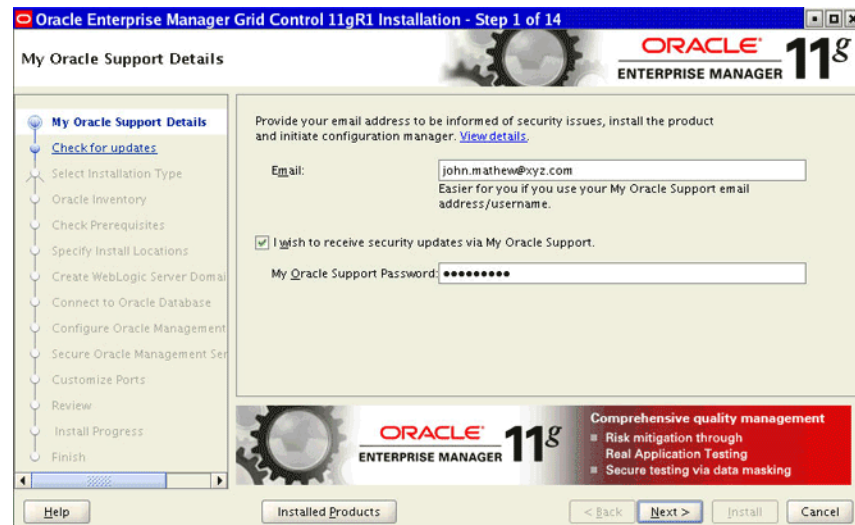 Oracle Enterprise Manager Grid Control 11gR1 Installation - Step 1 of 14
My Oracle Support Details
ORACLE
ENTERPRISE MANAGER 11g
My Oracle Support Details
Check for updates
Select Installation Type
Oracle Inventory
Check Prerequisites
Specify Install Locations
Create WebLogic Server Domai
Connect to Oracle Database
Configure Oracle Management
Secure Oracle Management Ser
Customize Ports
Review
Install Progress
Finish
Provide your email address to be informed of security issues, install the product
and initiate configuration manager. View details.
Email: john.mathew@xyz.com
Easier for you if you use your My Oracle Support email
address/username.
I wish to receive security updates via My Oracle Support.
My Oracle Support Password: •••••••••
ORACLE
ENTERPRISE MANAGER 11g
Comprehensive quality management
Risk mitigation through
Real Application Testing
Secure testing via data masking
Help Installed Products < Back Next > Install Cancel